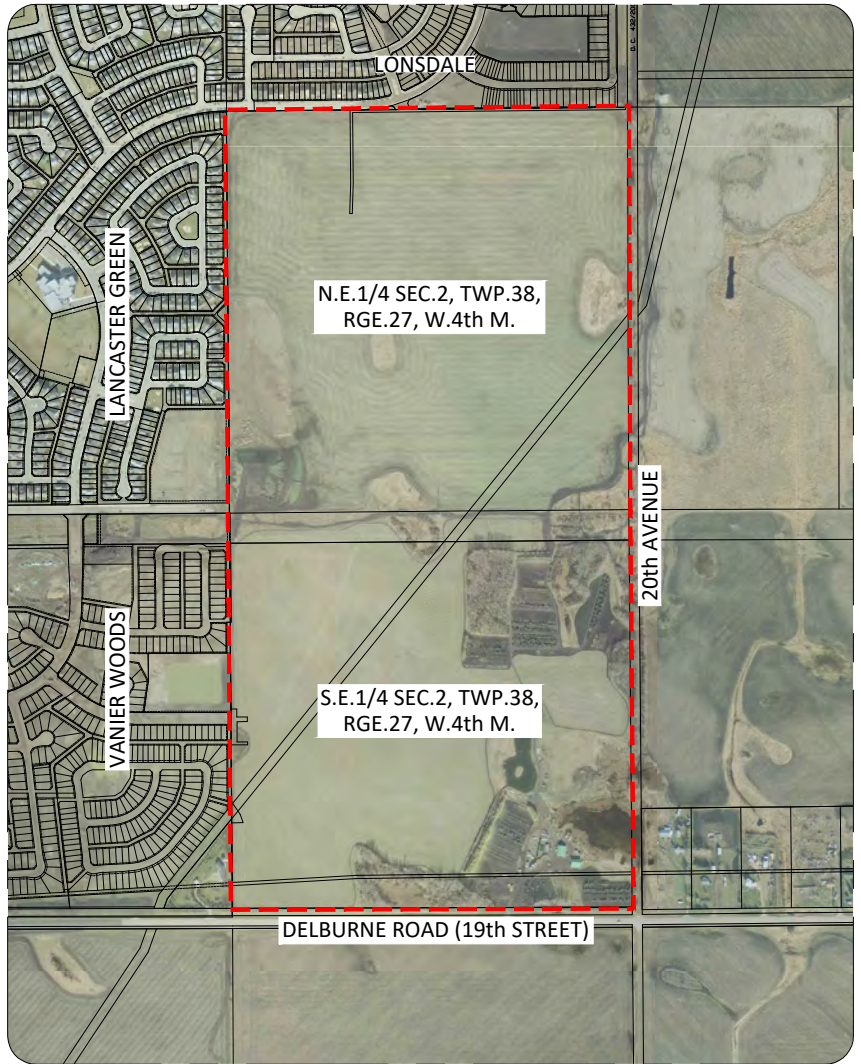 LONSDALE
LANCASTER GREEN
N.E.1/4 SEC.2, TWP.38,
RGE.27, W.4th M.
20th AVENUE
VANIER WOODS
S.E.1/4 SEC.2, TWP.38,
RGE.27, W.4th M.
DELBURNE ROAD (19th STREET)